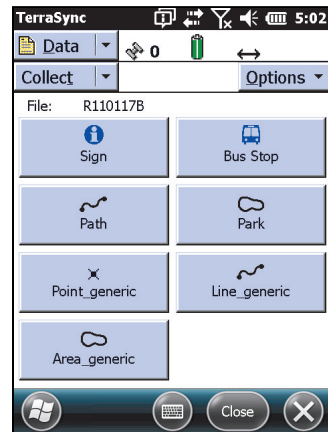 TerraSync 5:02
Data 0
Collect Options
File: R110117B
Sign Bus Stop
Path Park
Point_generic Line_generic
Area_generic
Close